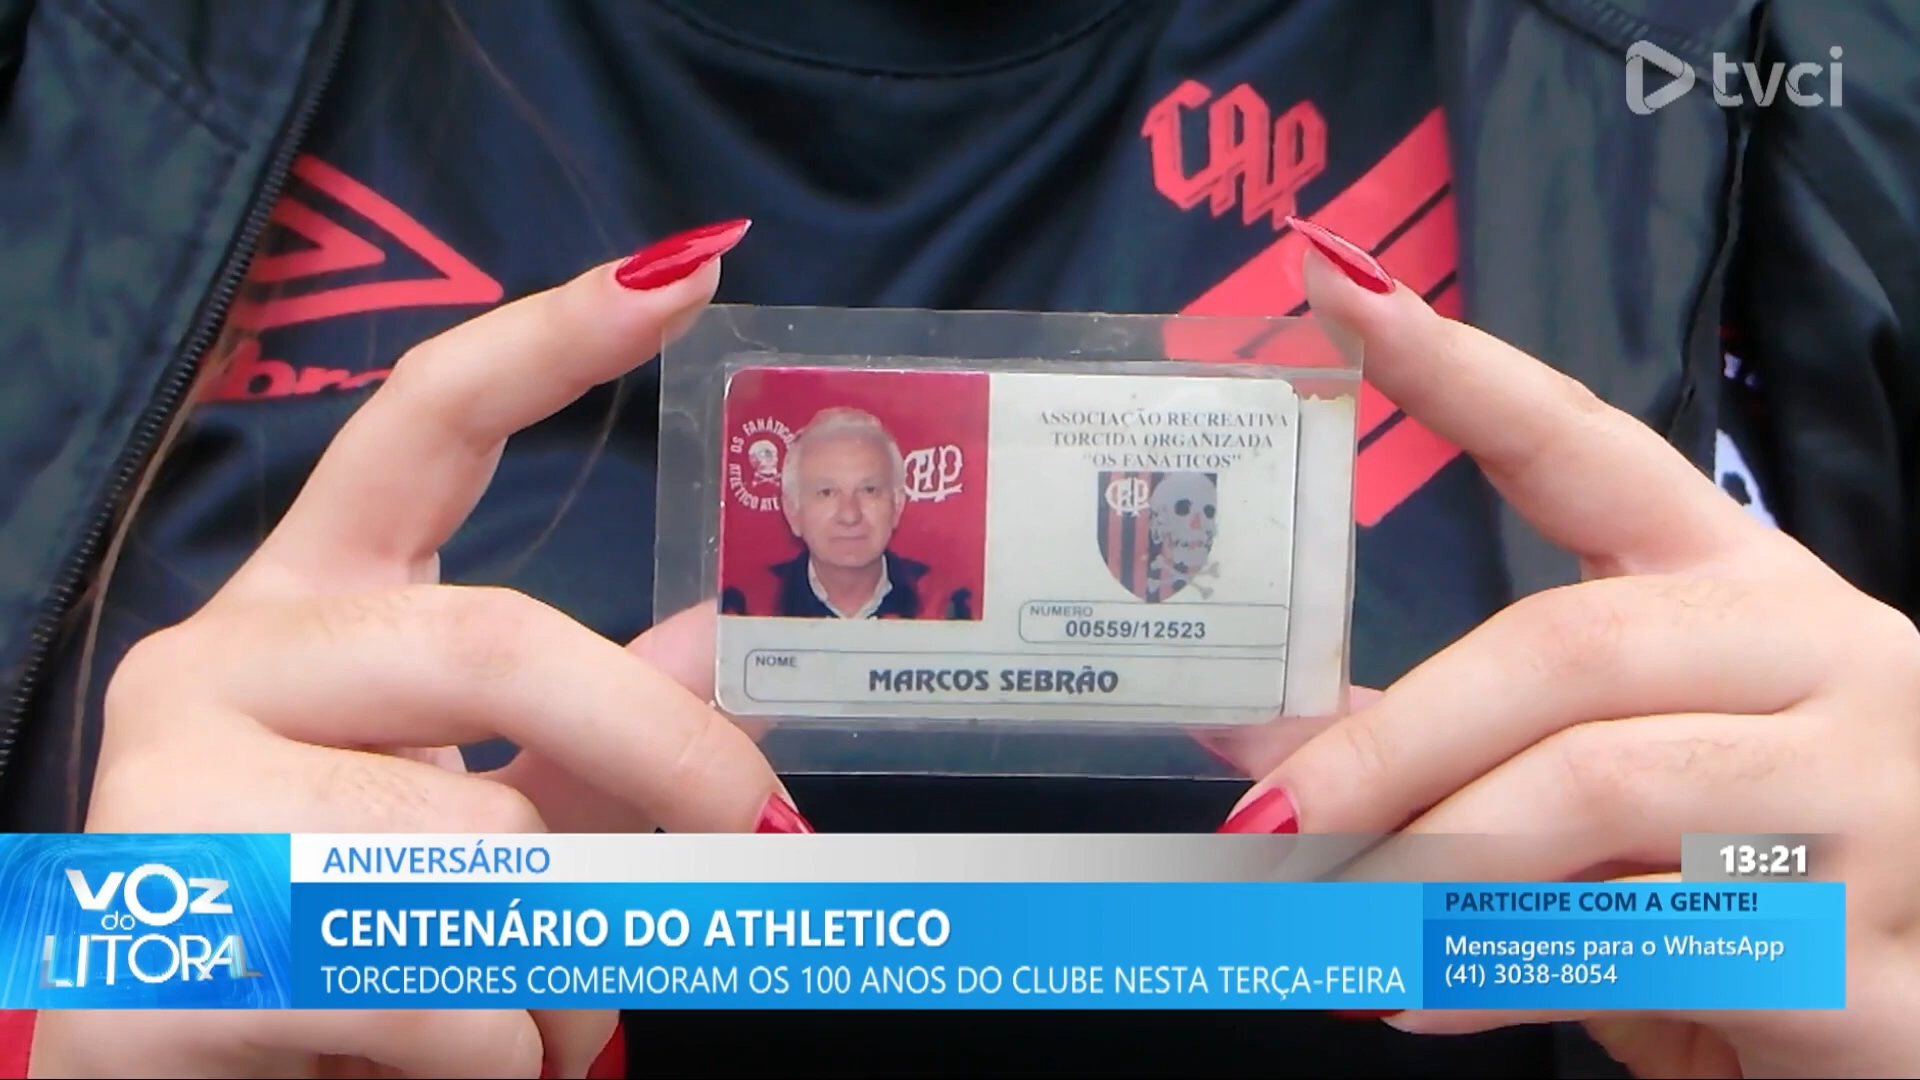 tvci
CAP
OS FANÁTICOS
CAP
ASSOCIAÇÃO RECREATIVA
TORCIDA ORGANIZADA
"OS FANÁTICOS"
CAP
NUMERO
00559/12523
NOME
MARCOS SEBRÃO
ANIVERSÁRIO
13:21
VOZ
do
LITORAL
CENTENÁRIO DO ATHLETICO
TORCEDORES COMEMORAM OS 100 ANOS DO CLUBE NESTA TERÇA-FEIRA
PARTICIPE COM A GENTE!
Mensagens para o WhatsApp
(41) 3038-8054